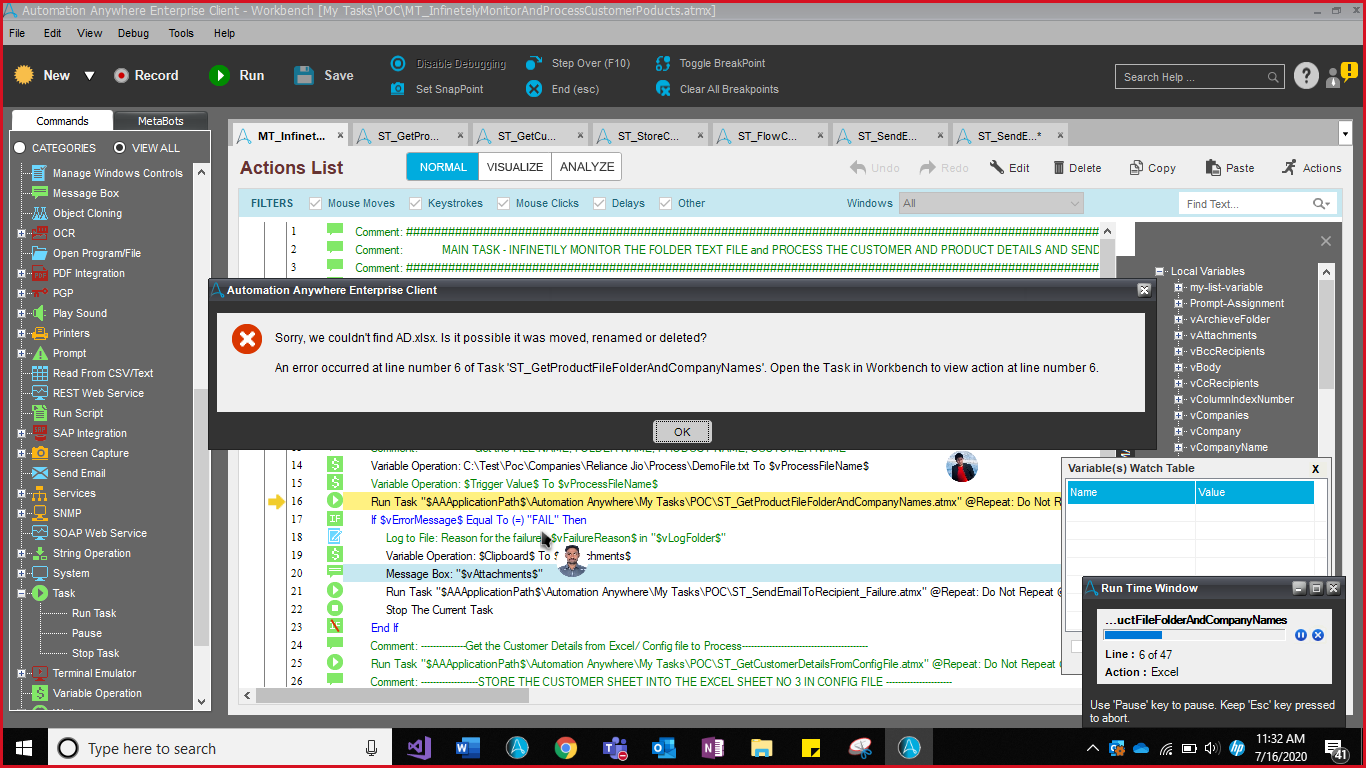 Automation Anywhere Enterprise Client - Workbench [My Tasks\POC\MT_InfinetelyMonitorAndProcessCustomerPoducts.atmx]
File Edit View Debug Tools Help
New Record Run Save
Disable Debugging Step Over (F10) Toggle BreakPoint
Set SnapPoint End (esc) Clear All Breakpoints
Search Help ...
Commands MetaBots
CATEGORIES VIEW ALL
Manage Windows Controls
Message Box
Object Cloning
OCR
Open Program/File
PDF Integration
PGP
Play Sound
Printers
Prompt
Read From CSV/Text
REST Web Service
Run Script
SAP Integration
Screen Capture
Send Email
Services
SNMP
SOAP Web Service
String Operation
System
Task
Run Task
Pause
Stop Task
Terminal Emulator
Variable Operation
MT_Infinet... ST_GetPro... ST_GetCu... ST_StoreC... ST_FlowC... ST_SendE... ST_SendE...*
Actions List NORMAL VISUALIZE ANALYZE Undo Redo Edit Delete Copy Paste Actions
FILTERS Mouse Moves Keystrokes Mouse Clicks Delays Other Windows All Find Text...
1 Comment:
2 Comment: MAIN TASK - INFINETILY MONITOR THE FOLDER TEXT FILE and PROCESS THE CUSTOMER AND PRODUCT DETAILS AND SEND
3 Comment:
Automation Anywhere Enterprise Client
Sorry, we couldn't find AD.xlsx. Is it possible it was moved, renamed or deleted?
An error occurred at line number 6 of Task 'ST_GetProductFileFolderAndCompanyNames'. Open the Task in Workbench to view action at line number 6.
OK
14 Variable Operation: C:\Test\Poc\Companies\Reliance Jio\Process\DemoFile.txt To $vProcessFileName$
15 Variable Operation: $Trigger Value$ To $vProcessFileName$
16 Run Task "$AAApplicationPath$\Automation Anywhere\My Tasks\POC\ST_GetProductFileFolderAndCompanyNames.atmx" @Repeat: Do Not R
17 If $vErrorMessage$ Equal To (=) "FAIL" Then
18 Log to File: Reason for the failure $vFailureReason$ in "$vLogFolder$"
19 Variable Operation: $Clipboard$ To $ chments$
20 Message Box: "$vAttachments$"
21 Run Task "$AAApplicationPath$\Automation Anywhere\My Tasks\POC\ST_SendEmailToRecipient_Failure.atmx" @Repeat: Do Not Repeat
22 Stop The Current Task
23 End If
24 Comment: --------------Get the Customer Details from Excel/ Config file to Process----------------------------------------
25 Run Task "$AAApplicationPath$\Automation Anywhere\My Tasks\POC\ST_GetCustomerDetailsFromConfigFile.atmx" @Repeat: Do Not Repeat
26 Comment: ------------------STORE THE CUSTOMER SHEET INTO THE EXCEL SHEET NO 3 IN CONFIG FILE ---------------------
Local Variables
my-list-variable
Prompt-Assignment
vArchieveFolder
vAttachments
vBccRecipients
vBody
vCcRecipients
vColumnIndexNumber
vCompanies
vCompany
vCompanyName
Variable(s) Watch Table X
Name Value
Run Time Window
...uctFileFolderAndCompanyNames
Line : 6 of 47
Action : Excel
Use 'Pause' key to pause. Keep 'Esc' key pressed
to abort.
Type here to search
11:32 AM
7/16/2020
41